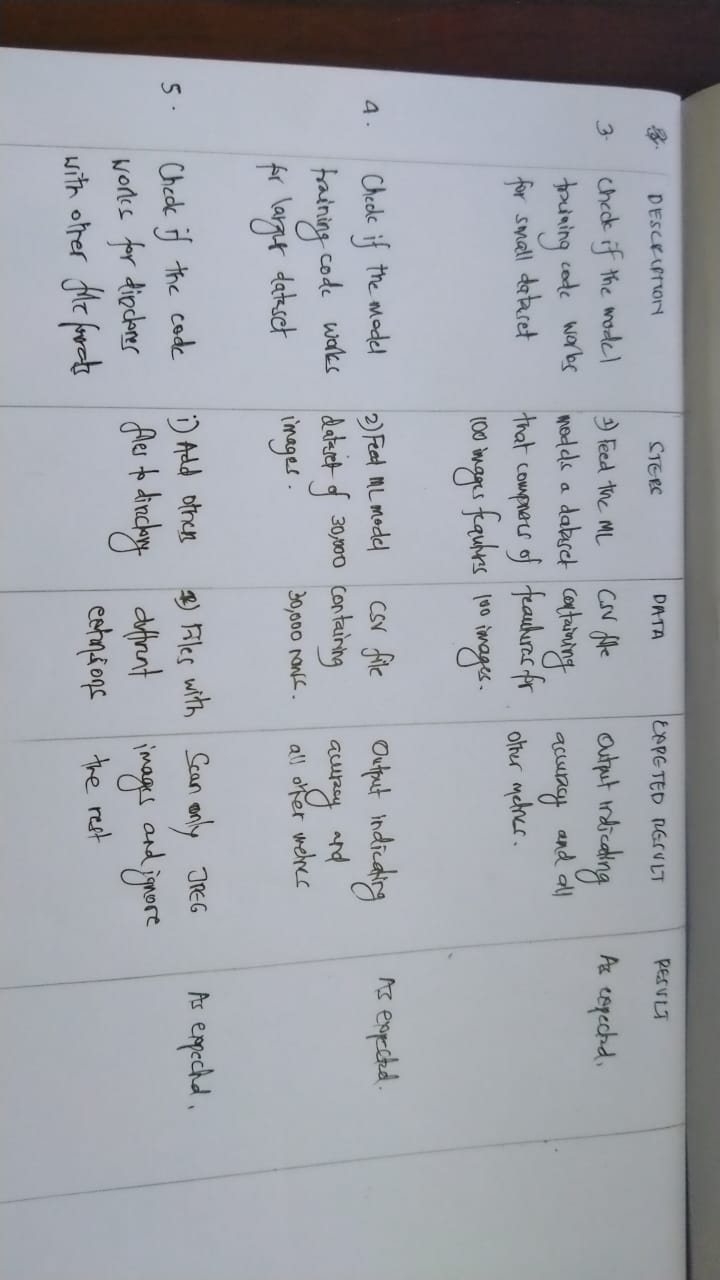 DESCRIPTION STEPS DATA EXPETED RESULT RESULT
3. Check if the model 1) Feed the ML CSV file Output indicating As expected.
training code works models a dataset containing accuracy and all
for small dataset that comprises of features for other metrics.
100 images features 100 images.
4. Check if the model 2) Feed ML model CSV file Output indicating As expected.
training code works dataset of 30,000 containing accuracy and
for larger dataset images. 30,000 all other metrics
5. Check if the code i) Add others Files with Scan only JPEG As expected.
works for directories files to directory different images and ignore
with other file formats extensions the rest